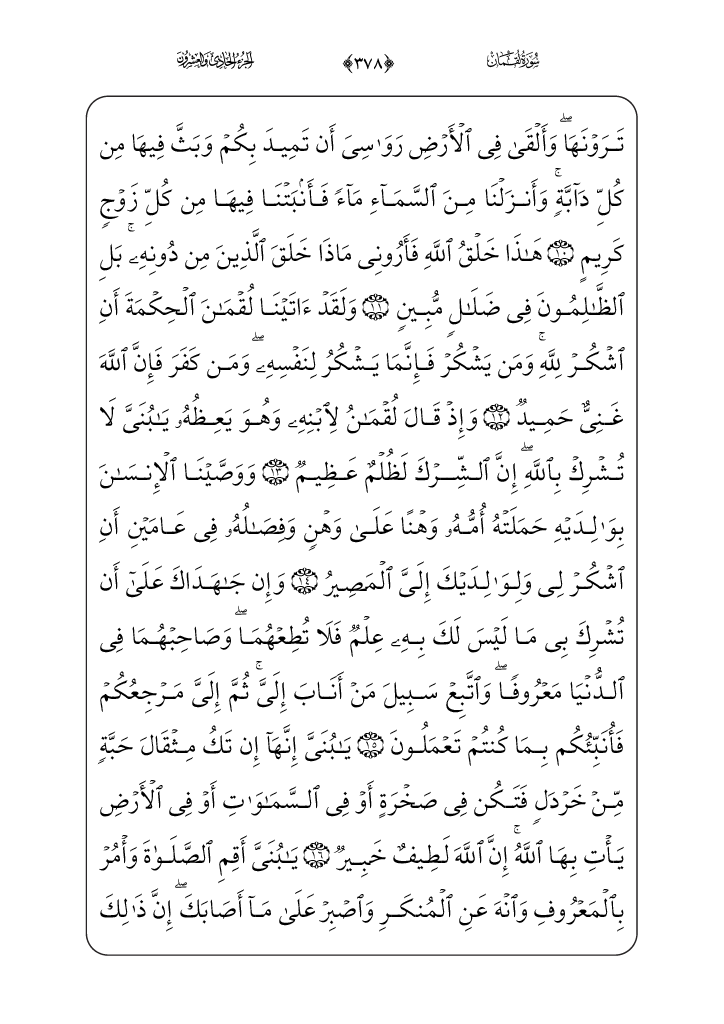 سُورَةُ لُقْمَانَ ﴿٣٧٨﴾ الجُزْءُ الحَادِى وَالعِشْرُونَ
تَرَوْنَهَاۖ وَأَلْقَىٰ فِى ٱلْأَرْضِ رَوَٰسِىَ أَن تَمِيدَ بِكُمْ وَبَثَّ فِيهَا مِن
كُلِّ دَآبَّةٍۚ وَأَنزَلْنَا مِنَ ٱلسَّمَآءِ مَآءً فَأَنۢبَتْنَا فِيهَا مِن كُلِّ زَوْجٍ
كَرِيمٍ ۝١٠ هَٰذَا خَلْقُ ٱللَّهِ فَأَرُونِى مَاذَا خَلَقَ ٱلَّذِينَ مِن دُونِهِۦۚ بَلِ
ٱلظَّٰلِمُونَ فِى ضَلَٰلٍ مُّبِينٍ ۝١١ وَلَقَدْ ءَاتَيْنَا لُقْمَٰنَ ٱلْحِكْمَةَ أَنِ
ٱشْكُرْ لِلَّهِۚ وَمَن يَشْكُرْ فَإِنَّمَا يَشْكُرُ لِنَفْسِهِۦۖ وَمَن كَفَرَ فَإِنَّ ٱللَّهَ
غَنِىٌّ حَمِيدٌ ۝١٢ وَإِذْ قَالَ لُقْمَٰنُ لِٱبْنِهِۦ وَهُوَ يَعِظُهُۥ يَٰبُنَىَّ لَا
تُشْرِكْ بِٱللَّهِۖ إِنَّ ٱلشِّرْكَ لَظُلْمٌ عَظِيمٌ ۝١٣ وَوَصَّيْنَا ٱلْإِنسَٰنَ
بِوَٰلِدَيْهِ حَمَلَتْهُ أُمُّهُۥ وَهْنًا عَلَىٰ وَهْنٍ وَفِصَٰلُهُۥ فِى عَامَيْنِ أَنِ
ٱشْكُرْ لِى وَلِوَٰلِدَيْكَ إِلَىَّ ٱلْمَصِيرُ ۝١٤ وَإِن جَٰهَدَاكَ عَلَىٰٓ أَن
تُشْرِكَ بِى مَا لَيْسَ لَكَ بِهِۦ عِلْمٌ فَلَا تُطِعْهُمَاۖ وَصَاحِبْهُمَا فِى
ٱلدُّنْيَا مَعْرُوفًاۖ وَٱتَّبِعْ سَبِيلَ مَنْ أَنَابَ إِلَىَّۚ ثُمَّ إِلَىَّ مَرْجِعُكُمْ
فَأُنَبِّئُكُم بِمَا كُنتُمْ تَعْمَلُونَ ۝١٥ يَٰبُنَىَّ إِنَّهَآ إِن تَكُ مِثْقَالَ حَبَّةٍ
مِّنْ خَرْدَلٍ فَتَكُن فِى صَخْرَةٍ أَوْ فِى ٱلسَّمَٰوَٰتِ أَوْ فِى ٱلْأَرْضِ
يَأْتِ بِهَا ٱللَّهُۚ إِنَّ ٱللَّهَ لَطِيفٌ خَبِيرٌ ۝١٦ يَٰبُنَىَّ أَقِمِ ٱلصَّلَوٰةَ وَأْمُرْ
بِٱلْمَعْرُوفِ وَٱنْهَ عَنِ ٱلْمُنكَرِ وَٱصْبِرْ عَلَىٰ مَآ أَصَابَكَۖ إِنَّ ذَٰلِكَ